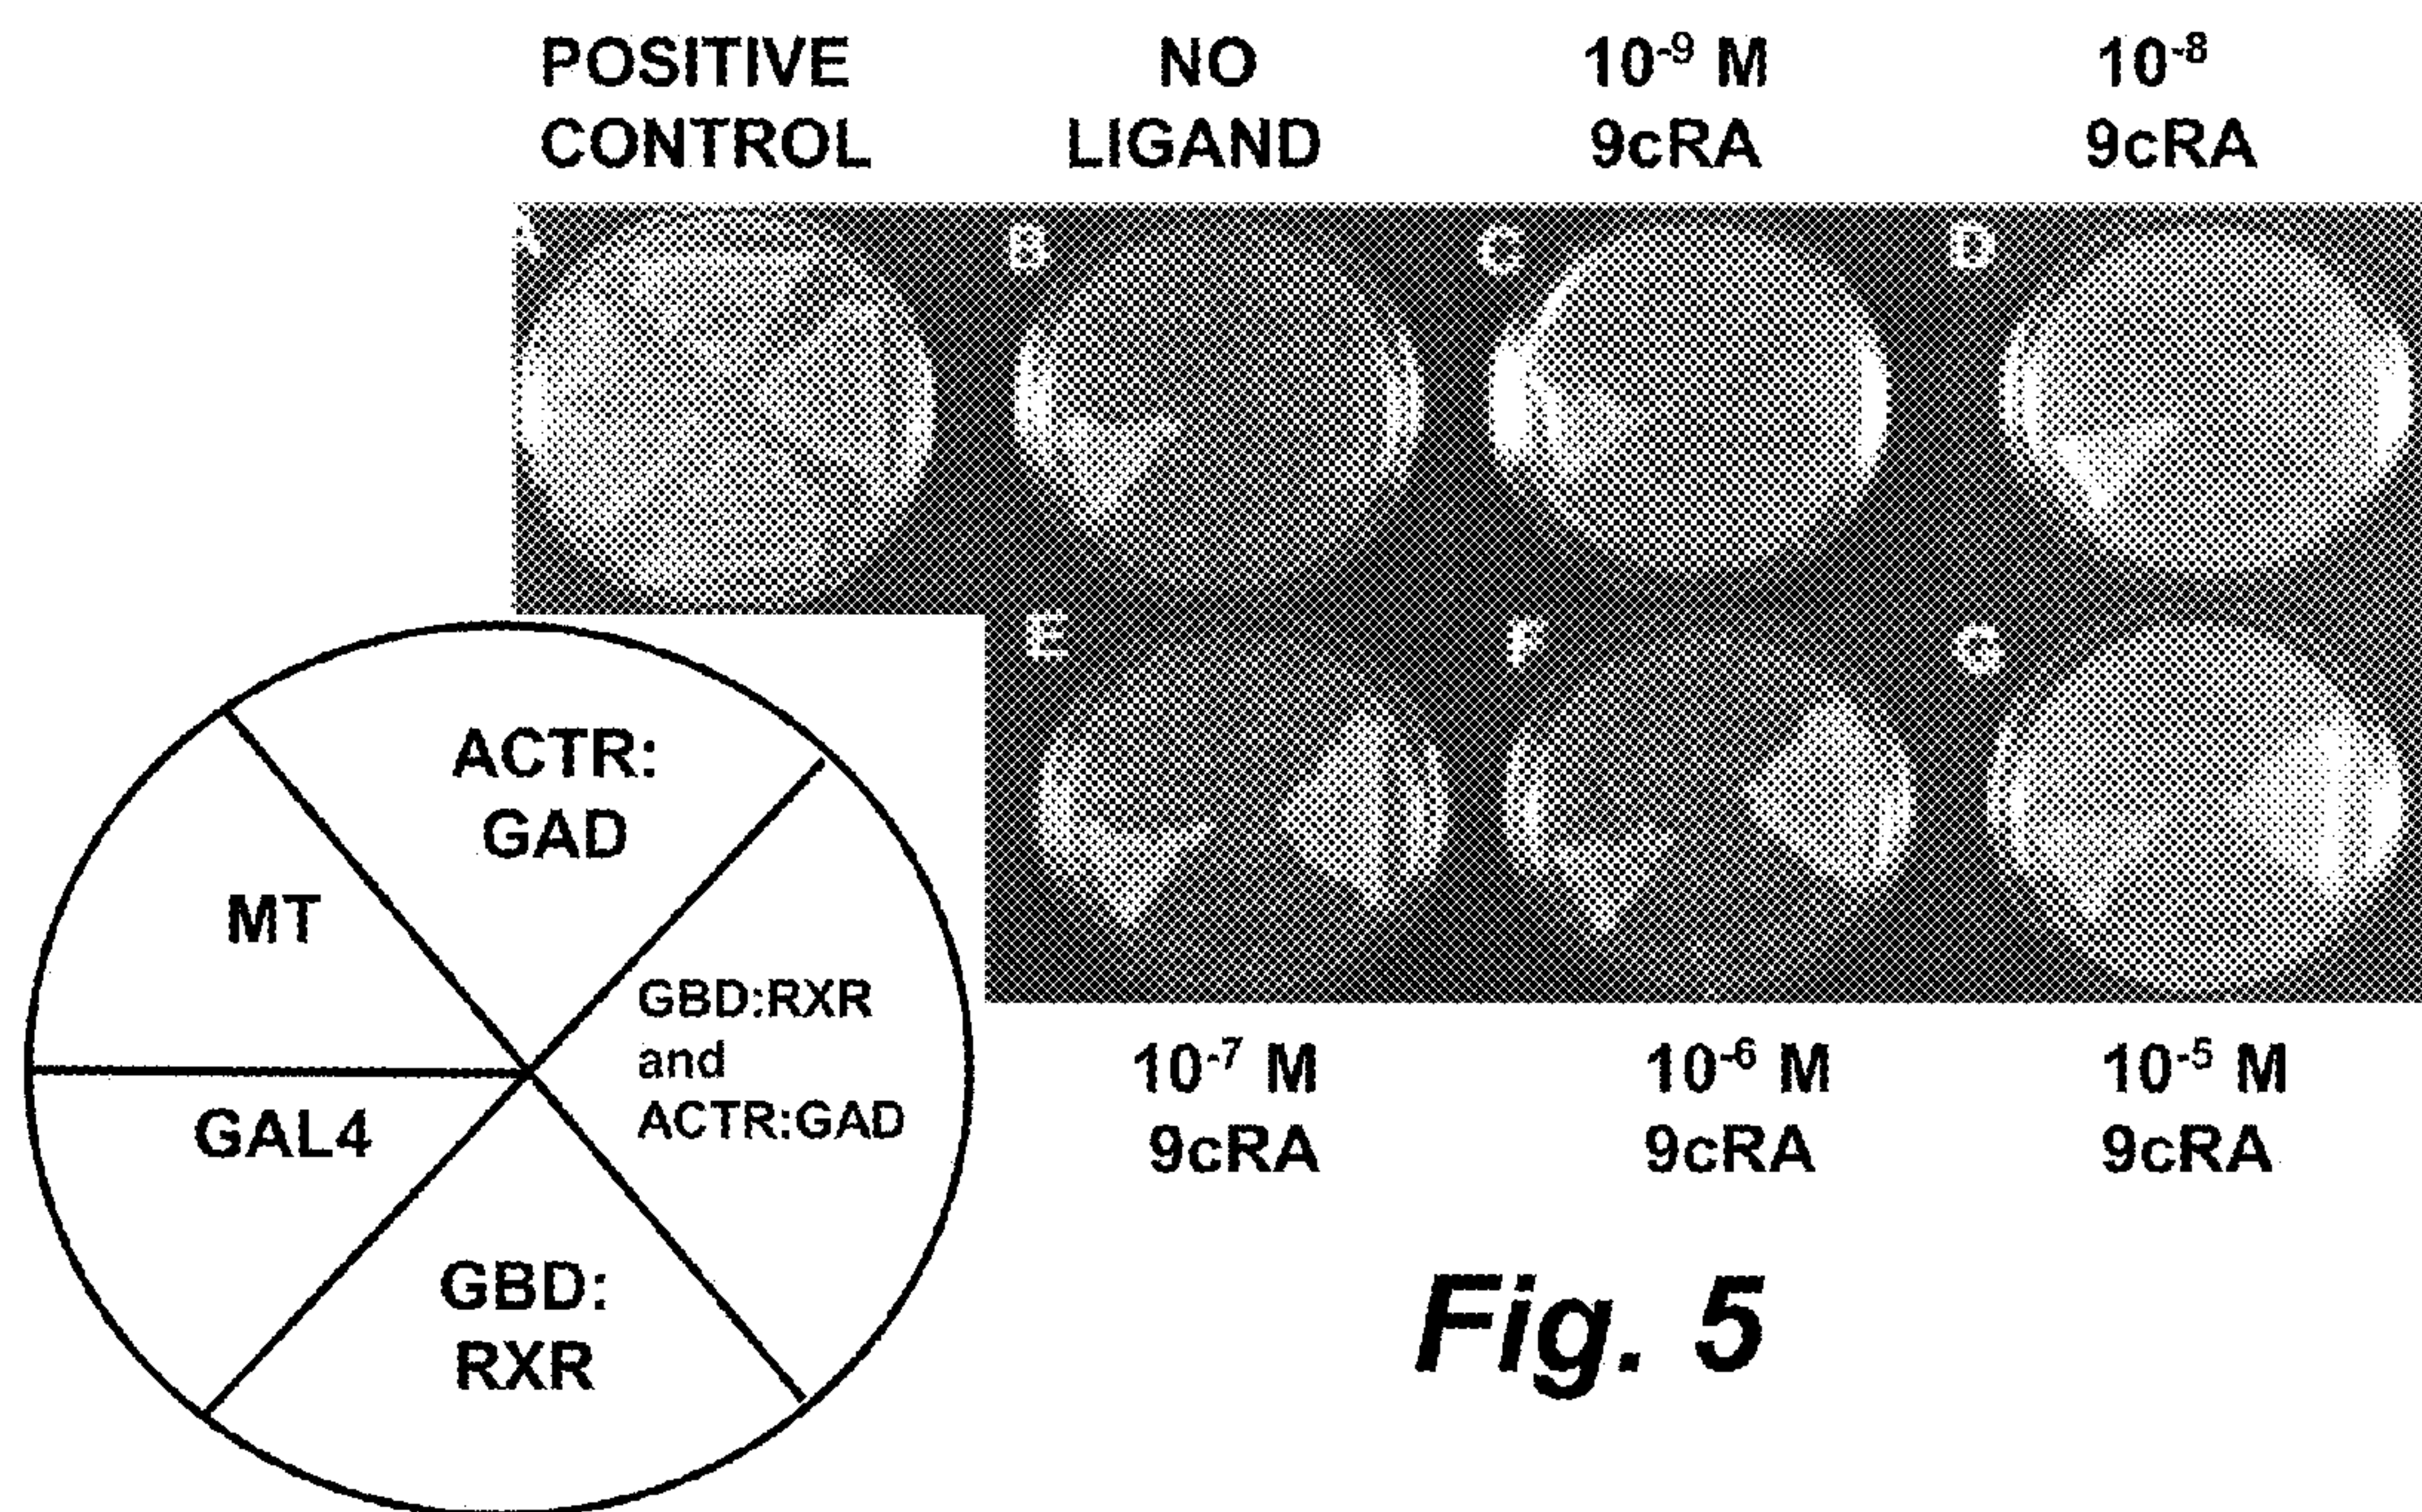 POSITIVE CONTROL
NO LIGAND
10⁻⁹ M 9cRA
10⁻⁸ 9cRA
A
B
C
D
E
F
G
ACTR:
GAD
MT
GBD:RXR
and
ACTR:GAD
GAL4
GBD:
RXR
10⁻⁷ M 9cRA
10⁻⁶ M 9cRA
10⁻⁵ M 9cRA
Fig. 5